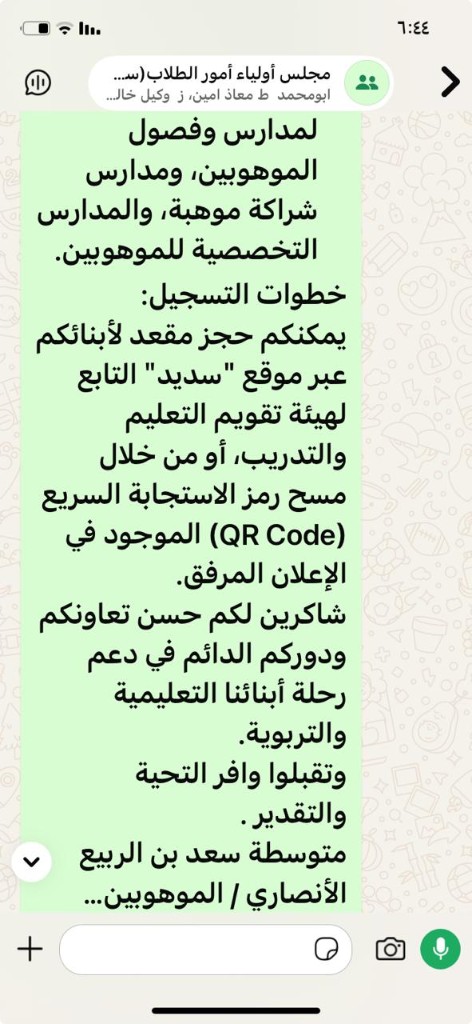 ٦:٤٤
مجلس أولياء أمور الطلاب(سـ...
ابومحمد ط معاذ امين، ز وكيل خالـ...
لمدارس وفصول
الموهوبين، ومدارس
شراكة موهبة، والمدارس
التخصصية للموهوبين.
خطوات التسجيل:
يمكنكم حجز مقعد لأبنائكم
عبر موقع "سديد" التابع
لهيئة تقويم التعليم
والتدريب، أو من خلال
مسح رمز الاستجابة السريع
(QR Code) الموجود في
الإعلان المرفق.
شاكرين لكم حسن تعاونكم
ودوركم الدائم في دعم
رحلة أبنائنا التعليمية
والتربوية.
وتقبلوا وافر التحية
والتقدير .
متوسطة سعد بن الربيع
الأنصاري / الموهوبين...